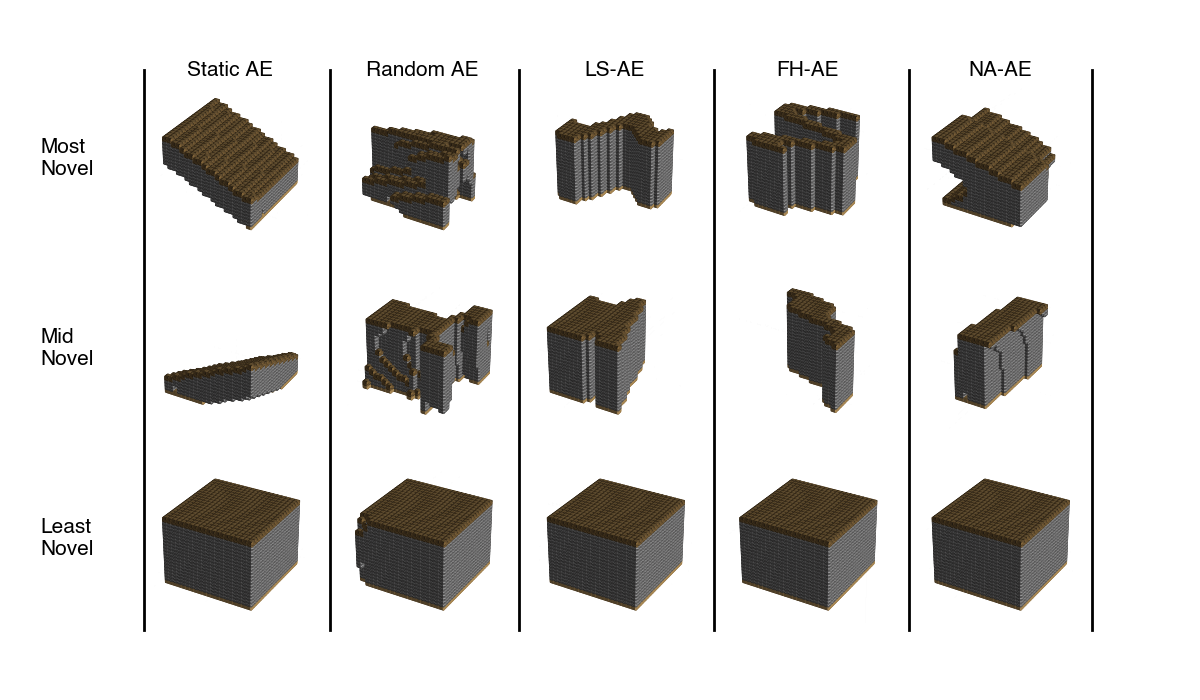 Static AE
Random AE
LS-AE
FH-AE
NA-AE
Most
Novel
Mid
Novel
Least
Novel